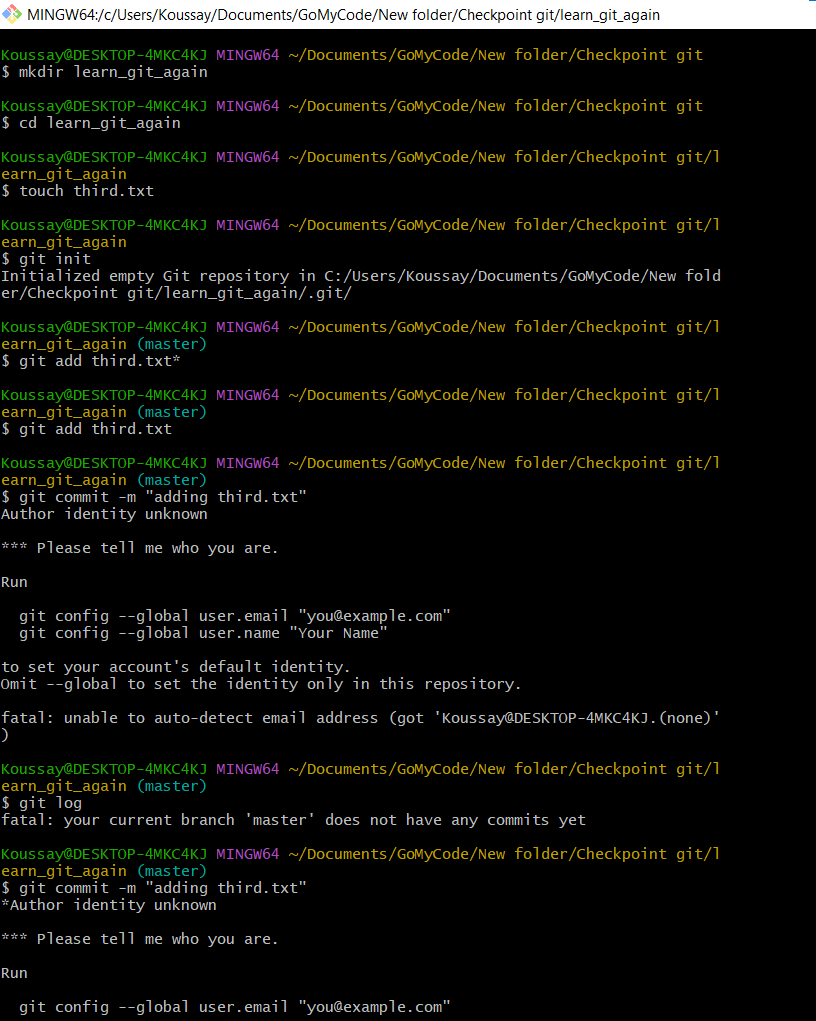 MINGW64:/c/Users/Koussay/Documents/GoMyCode/New folder/Checkpoint git/learn_git_again
Koussay@DESKTOP-4MKC4KJ MINGW64 ~/Documents/GoMyCode/New folder/Checkpoint git
$ mkdir learn_git_again
Koussay@DESKTOP-4MKC4KJ MINGW64 ~/Documents/GoMyCode/New folder/Checkpoint git
$ cd learn_git_again
Koussay@DESKTOP-4MKC4KJ MINGW64 ~/Documents/GoMyCode/New folder/Checkpoint git/l
earn_git_again
$ touch third.txt
Koussay@DESKTOP-4MKC4KJ MINGW64 ~/Documents/GoMyCode/New folder/Checkpoint git/l
earn_git_again
$ git init
Initialized empty Git repository in C:/Users/Koussay/Documents/GoMyCode/New fold
er/Checkpoint git/learn_git_again/.git/
Koussay@DESKTOP-4MKC4KJ MINGW64 ~/Documents/GoMyCode/New folder/Checkpoint git/l
earn_git_again (master)
$ git add third.txt*
Koussay@DESKTOP-4MKC4KJ MINGW64 ~/Documents/GoMyCode/New folder/Checkpoint git/l
earn_git_again (master)
$ git add third.txt
Koussay@DESKTOP-4MKC4KJ MINGW64 ~/Documents/GoMyCode/New folder/Checkpoint git/l
earn_git_again (master)
$ git commit -m "adding third.txt"
Author identity unknown
*** Please tell me who you are.
Run
  git config --global user.email "you@example.com"
  git config --global user.name "Your Name"
to set your account's default identity.
Omit --global to set the identity only in this repository.
fatal: unable to auto-detect email address (got 'Koussay@DESKTOP-4MKC4KJ.(none)'
)
Koussay@DESKTOP-4MKC4KJ MINGW64 ~/Documents/GoMyCode/New folder/Checkpoint git/l
earn_git_again (master)
$ git log
fatal: your current branch 'master' does not have any commits yet
Koussay@DESKTOP-4MKC4KJ MINGW64 ~/Documents/GoMyCode/New folder/Checkpoint git/l
earn_git_again (master)
$ git commit -m "adding third.txt"
*Author identity unknown
*** Please tell me who you are.
Run
  git config --global user.email "you@example.com"